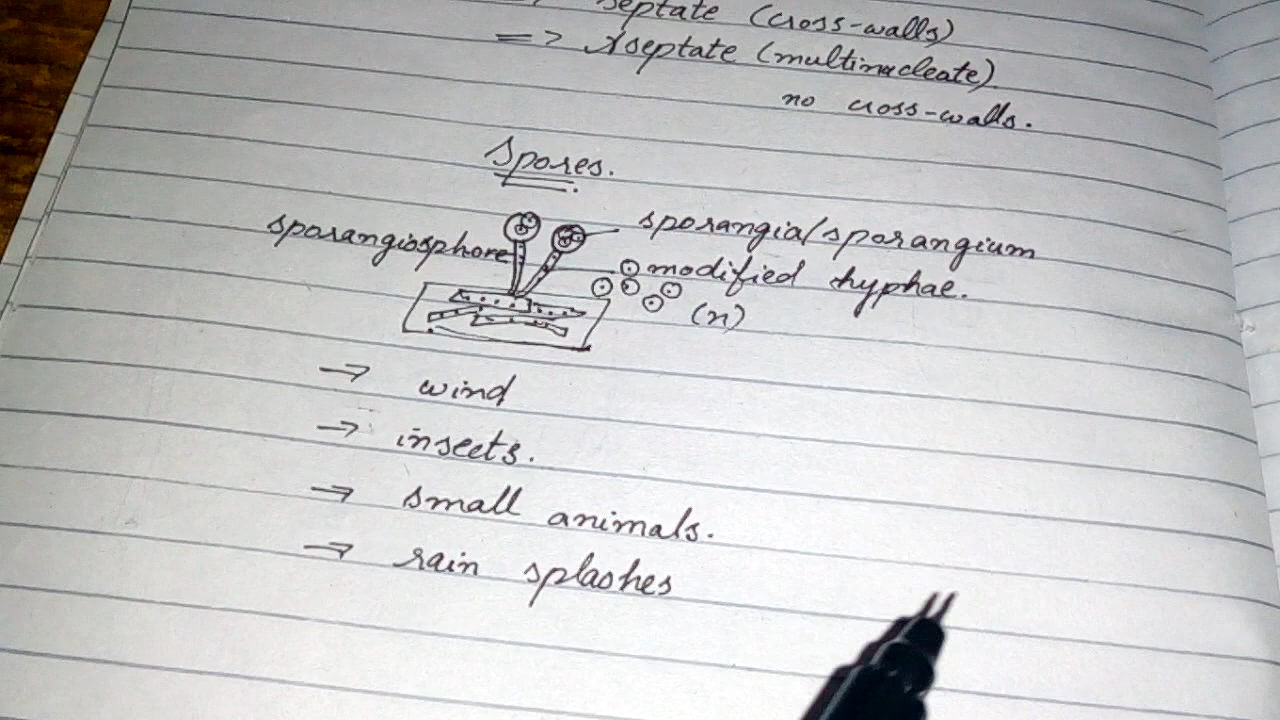 septate (cross-walls)
=> Aseptate (multinucleate)
no cross-walls.
Spores.
sporangiosphore
sporangia/sporangium
modified hyphae.
(n)
→ wind
→ insects.
→ small animals.
→ rain splashes